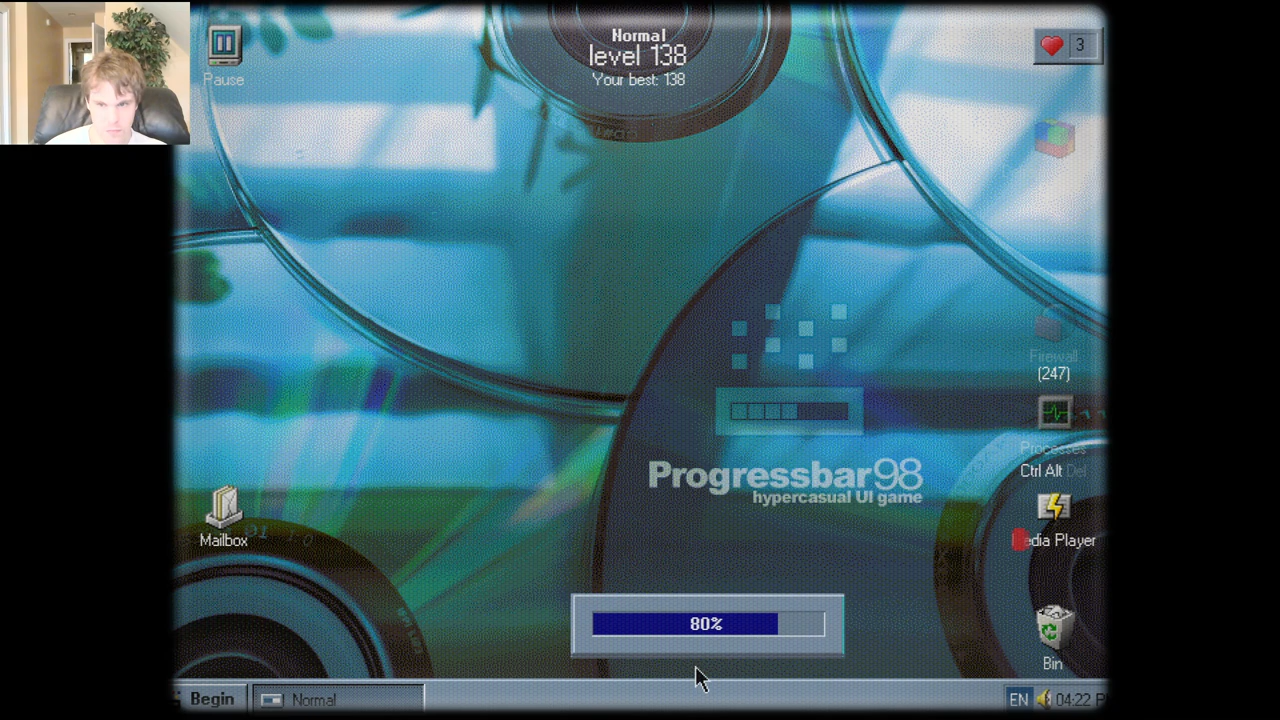 Normal
level 138
Your best: 138
Pause
3
Firewall
(247)
Processes
Ctrl Alt Del
Media Player
Progressbar98
hypercasual UI game
Mailbox
80%
Bin
Begin
Normal
EN
04:22 P